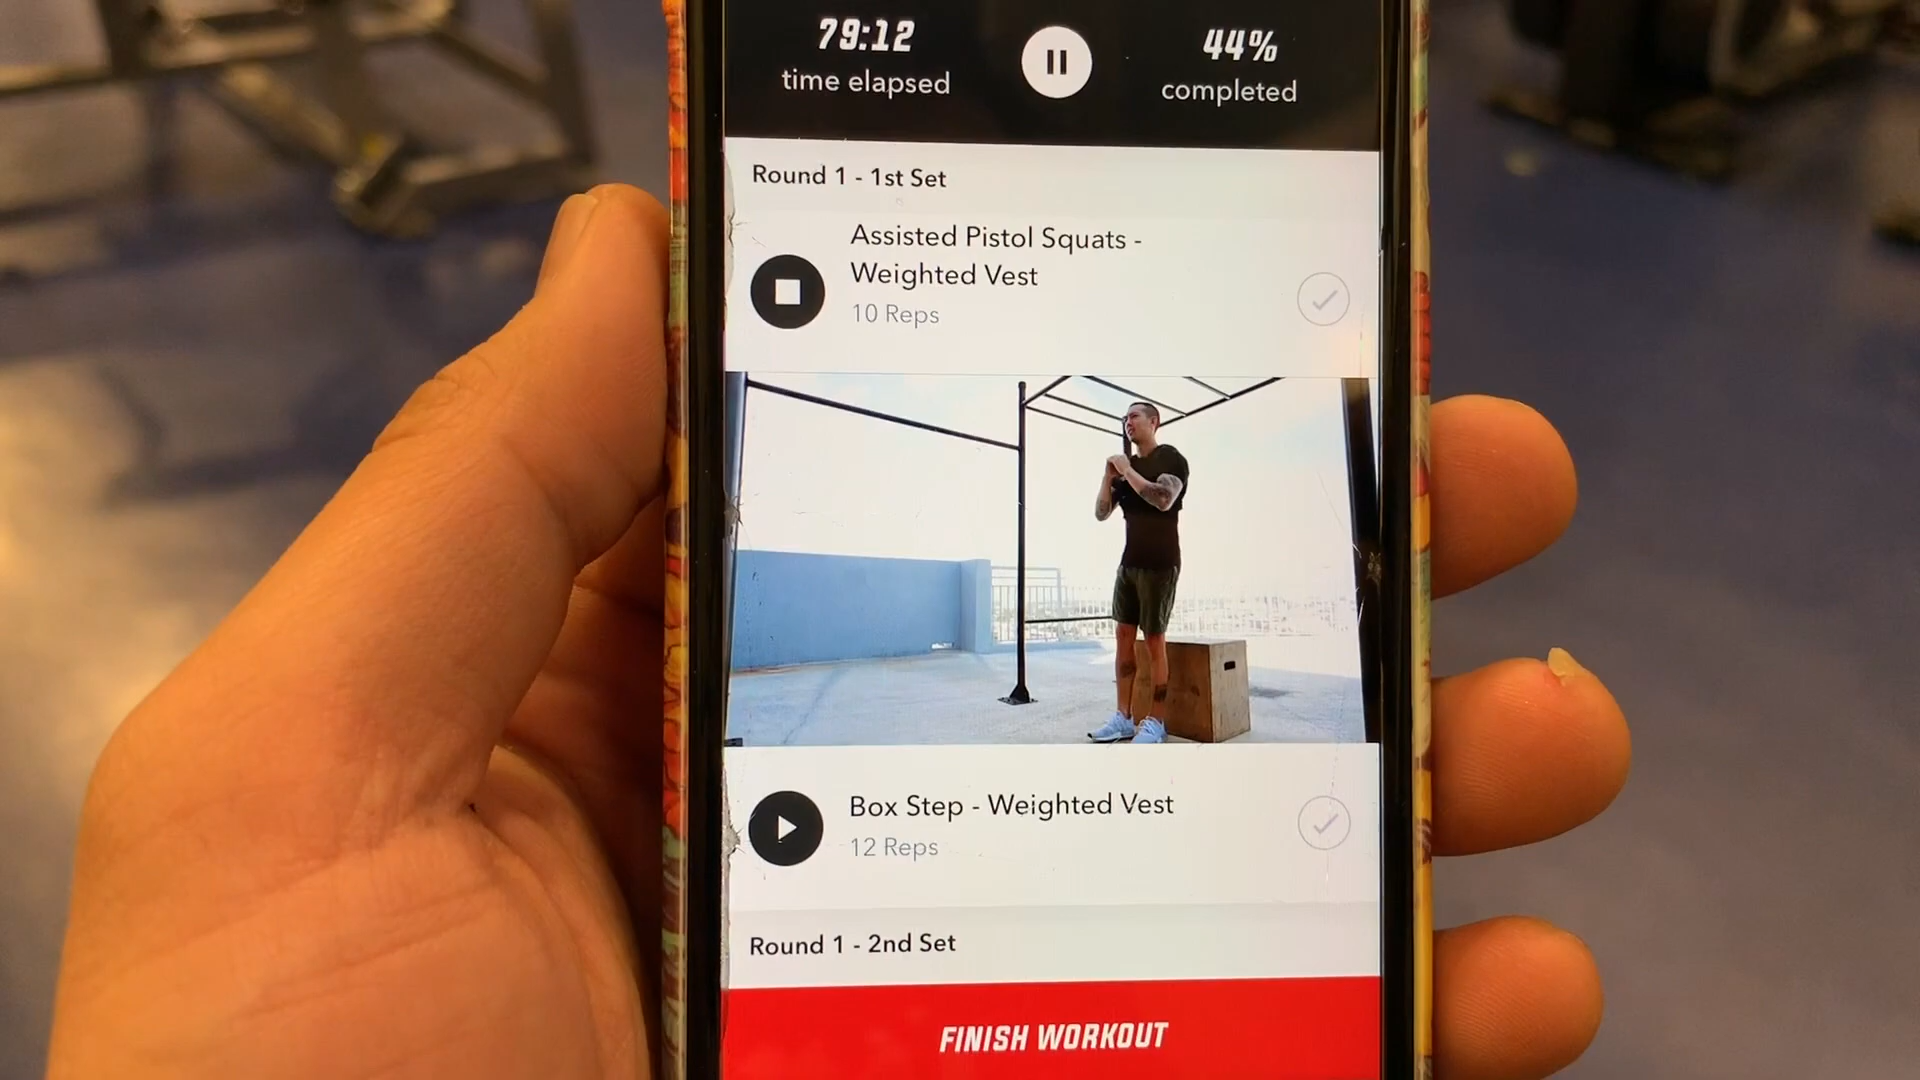 79:12
time elapsed
44%
completed
Round 1 - 1st Set
Assisted Pistol Squats -
Weighted Vest
10 Reps
Box Step - Weighted Vest
12 Reps
Round 1 - 2nd Set
FINISH WORKOUT